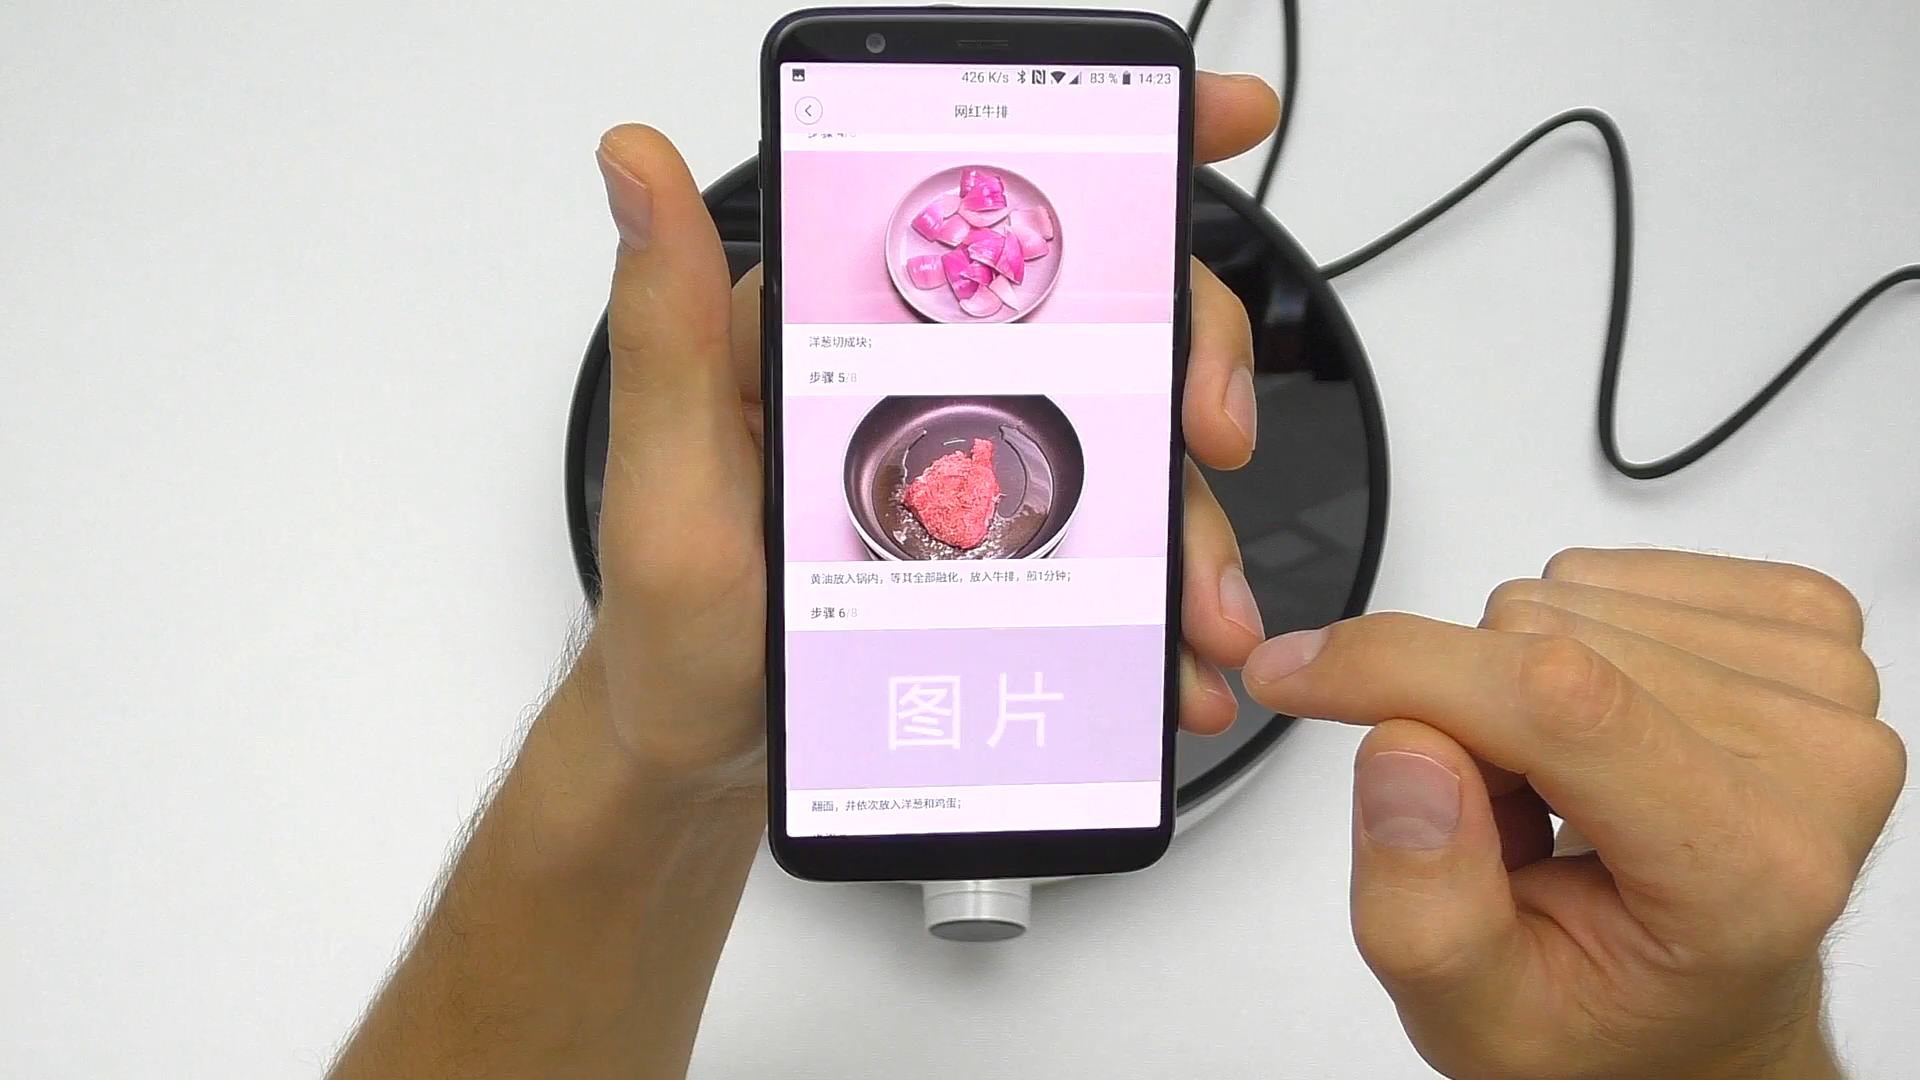 426 K/s 83 % 14:23
网红牛排
洋葱切成块；
步骤 5/8
黄油放入锅内，等其全部融化，放入牛排，煎1分钟；
步骤 6/8
图片
翻面，并依次放入洋葱和鸡蛋；